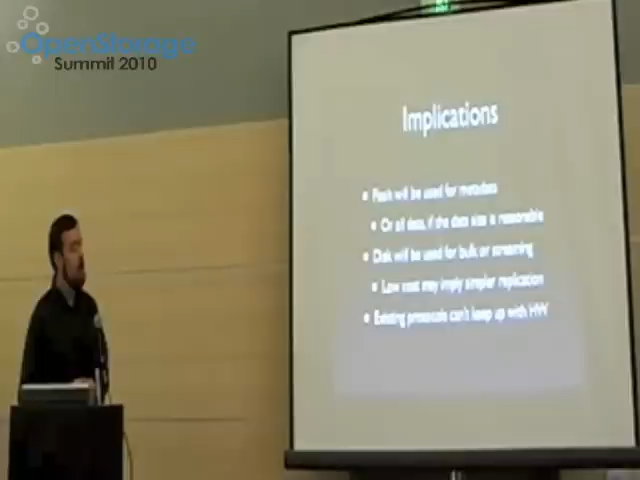 OpenStorage
Summit 2010
Implications
Flash will be used for metadata
Or all data, if the data size is reasonable
Disk will be used for bulk or streaming
Low cost may imply simpler replication
Existing protocols can't keep up with HW